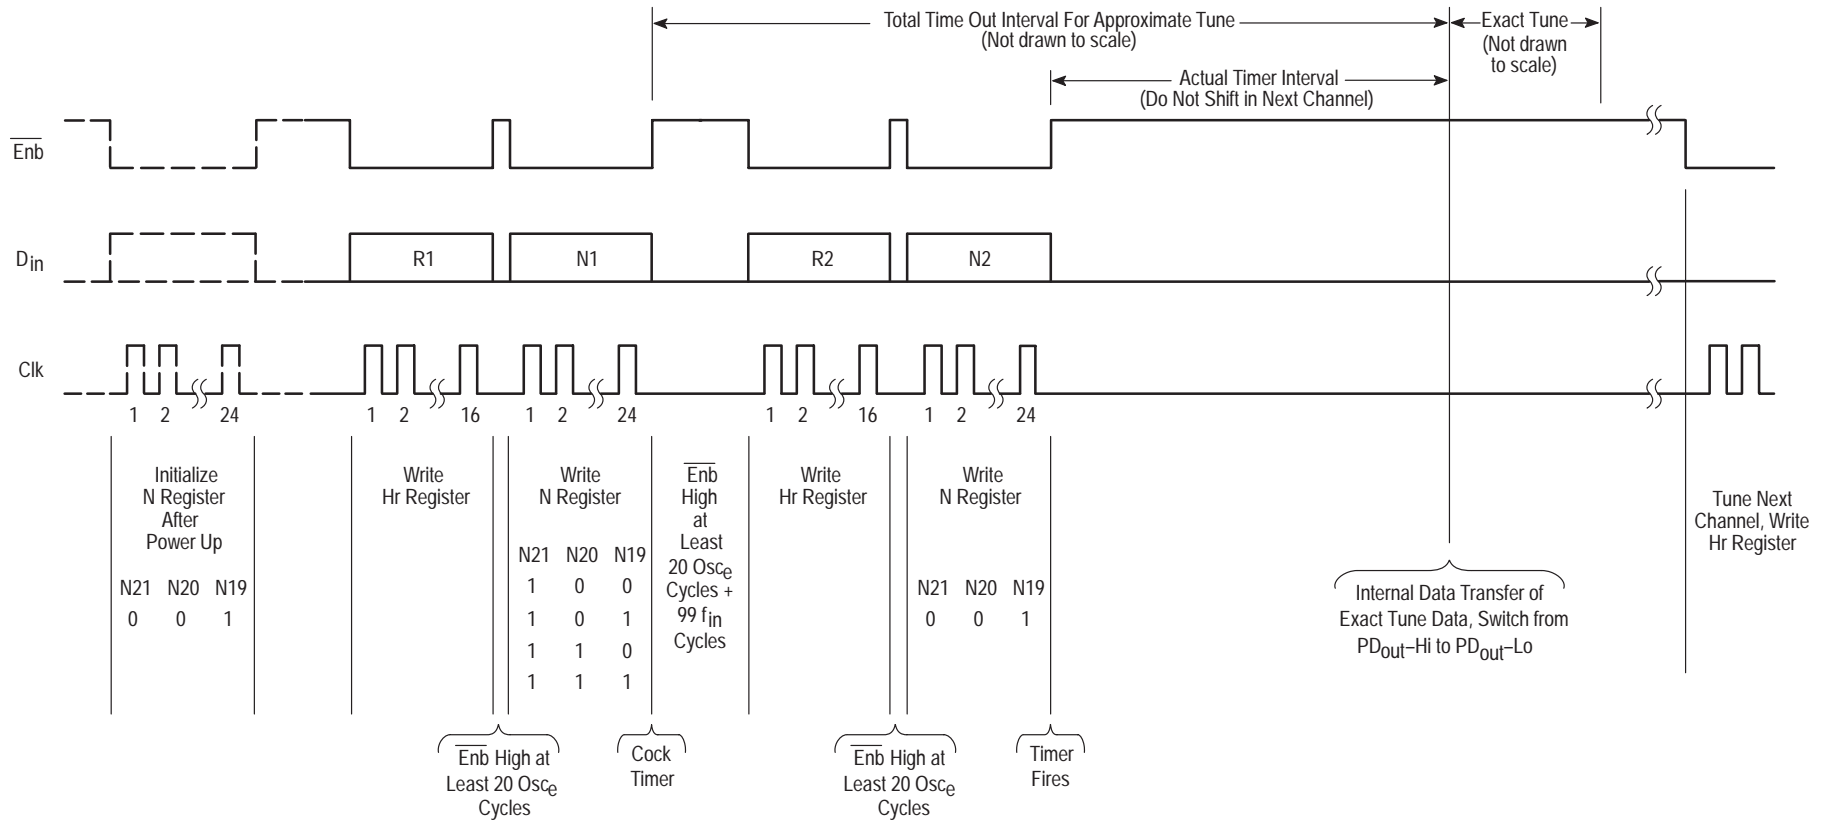 Total Time Out Interval For Approximate Tune
(Not drawn to scale)
Exact Tune
(Not drawn
to scale)
Actual Timer Interval
(Do Not Shift in Next Channel)
Enb
Din
R1
N1
R2
N2
Clk
1 2 24 1 2 16 1 2 24 1 2 16 1 2 24
Initialize
N Register
After
Power Up
N21 N20 N19
0 0 1
Write
Hr Register
Write
N Register
N21 N20 N19
1 0 0
1 0 1
1 1 0
1 1 1
Enb
High
at
Least
20 Osce
Cycles +
99 fin
Cycles
Write
Hr Register
Write
N Register
N21 N20 N19
0 0 1
Internal Data Transfer of
Exact Tune Data, Switch from
PDout–Hi to PDout–Lo
Tune Next
Channel, Write
Hr Register
Enb High at
Least 20 Osce
Cycles
Cock
Timer
Enb High at
Least 20 Osce
Cycles
Timer
Fires